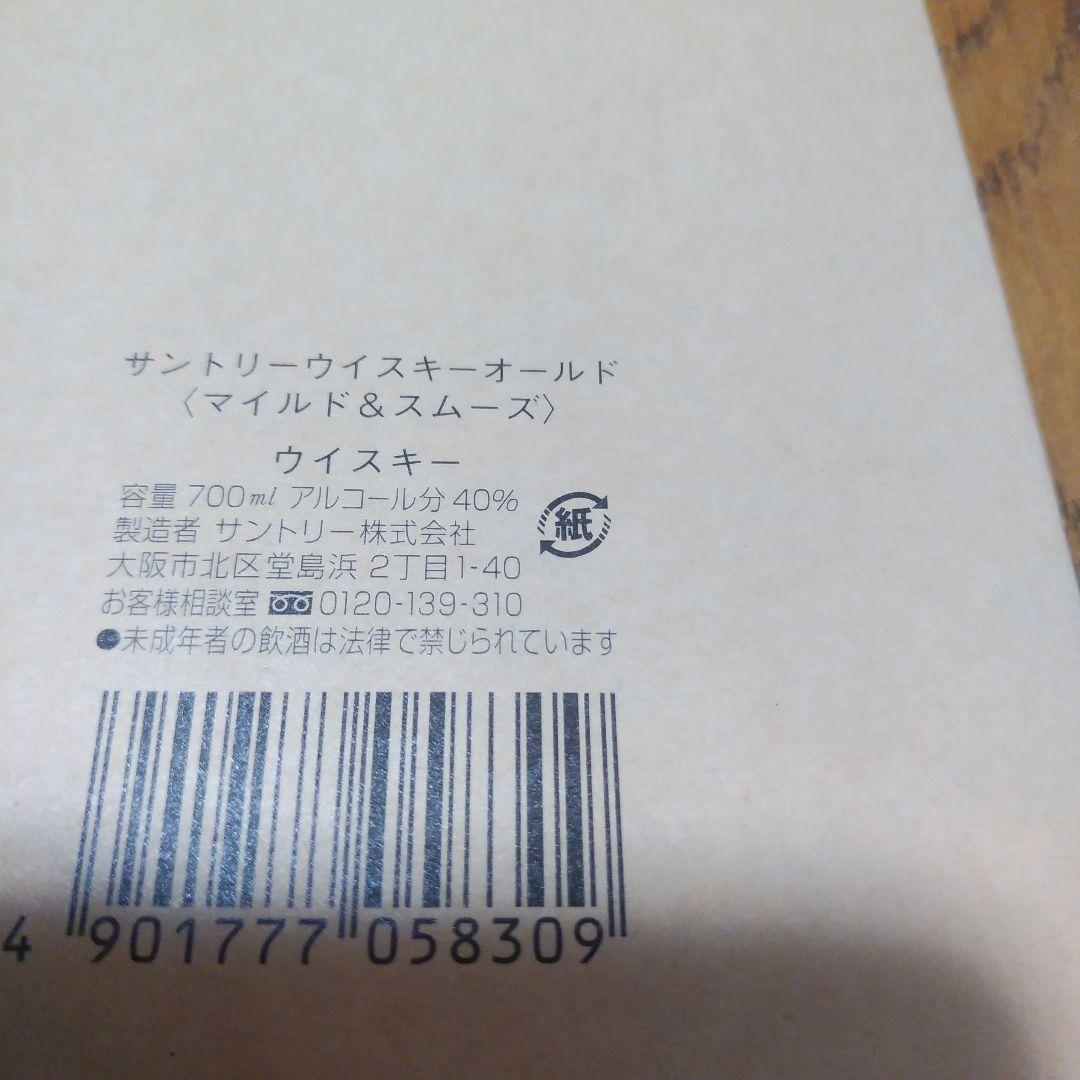 サントリーウイスキーオールド
〈マイルド＆スムーズ〉
ウイスキー
容量 700ml アルコール分 40%
製造者 サントリー株式会社
大阪市北区堂島浜 2丁目1-40
お客様相談室 0120-139-310
●未成年者の飲酒は法律で禁じられています
紙
4 901777 058309